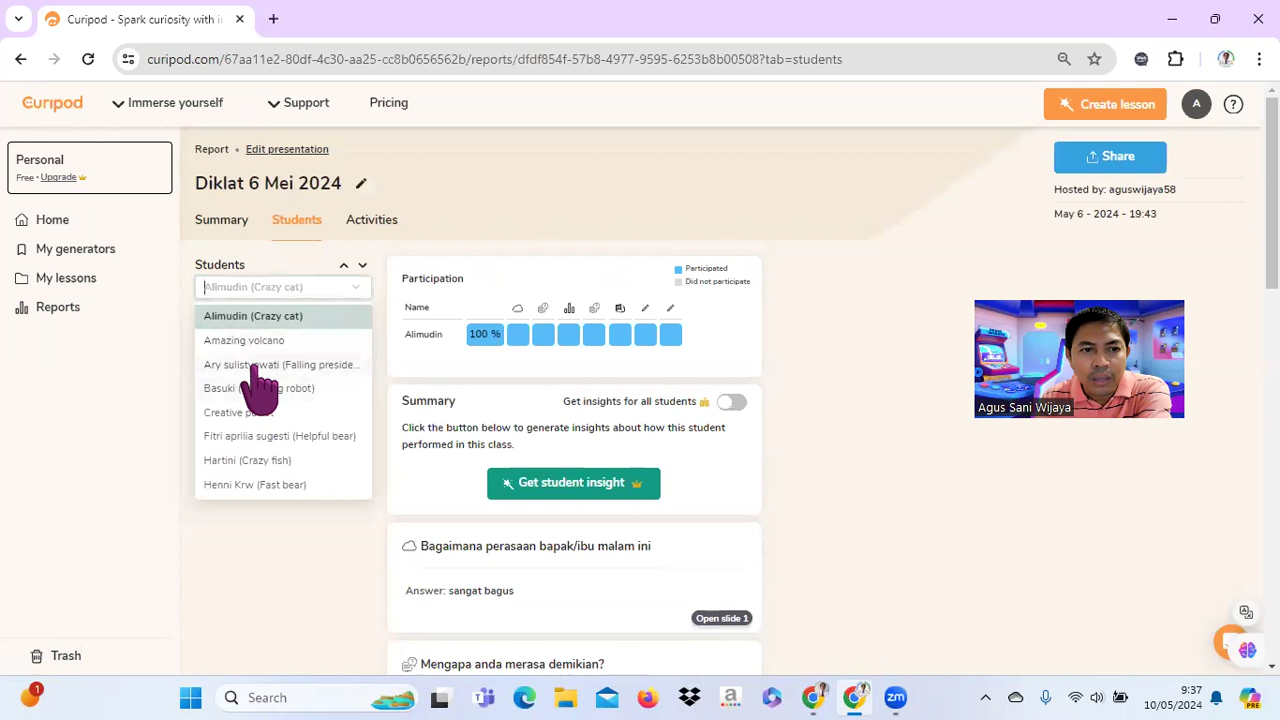 Curipod - Spark curiosity with i
curipod.com/67aa11e2-80df-4c30-aa25-cc8b0656562b/reports/dfdf854f-57b8-4977-9595-6253b8b00508?tab=students
Curipod
Immerse yourself
Support
Pricing
Create lesson
A
?
Personal
Free • Upgrade
Home
My generators
My lessons
Reports
Trash
Report • Edit presentation
Diklat 6 Mei 2024
Share
Hosted by: aguswijaya58
May 6 - 2024 - 19:43
Summary
Students
Activities
Students
Alimudin (Crazy cat)
Alimudin (Crazy cat)
Amazing volcano
Ary sulistyowati (Falling preside...
Basuki robot)
Creative
Fitri aprilia sugesti (Helpful bear)
Hartini (Crazy fish)
Henni Krw (Fast bear)
Participation
Participated
Did not participate
Name
Alimudin
100 %
Summary
Get insights for all students
Click the button below to generate insights about how this student
performed in this class.
Get student insight
Bagaimana perasaan bapak/ibu malam ini
Answer: sangat bagus
Open slide 1
Mengapa anda merasa demikian?
Agus Sani Wijaya
1
Search
a
zm
PRE
9:37
10/05/2024